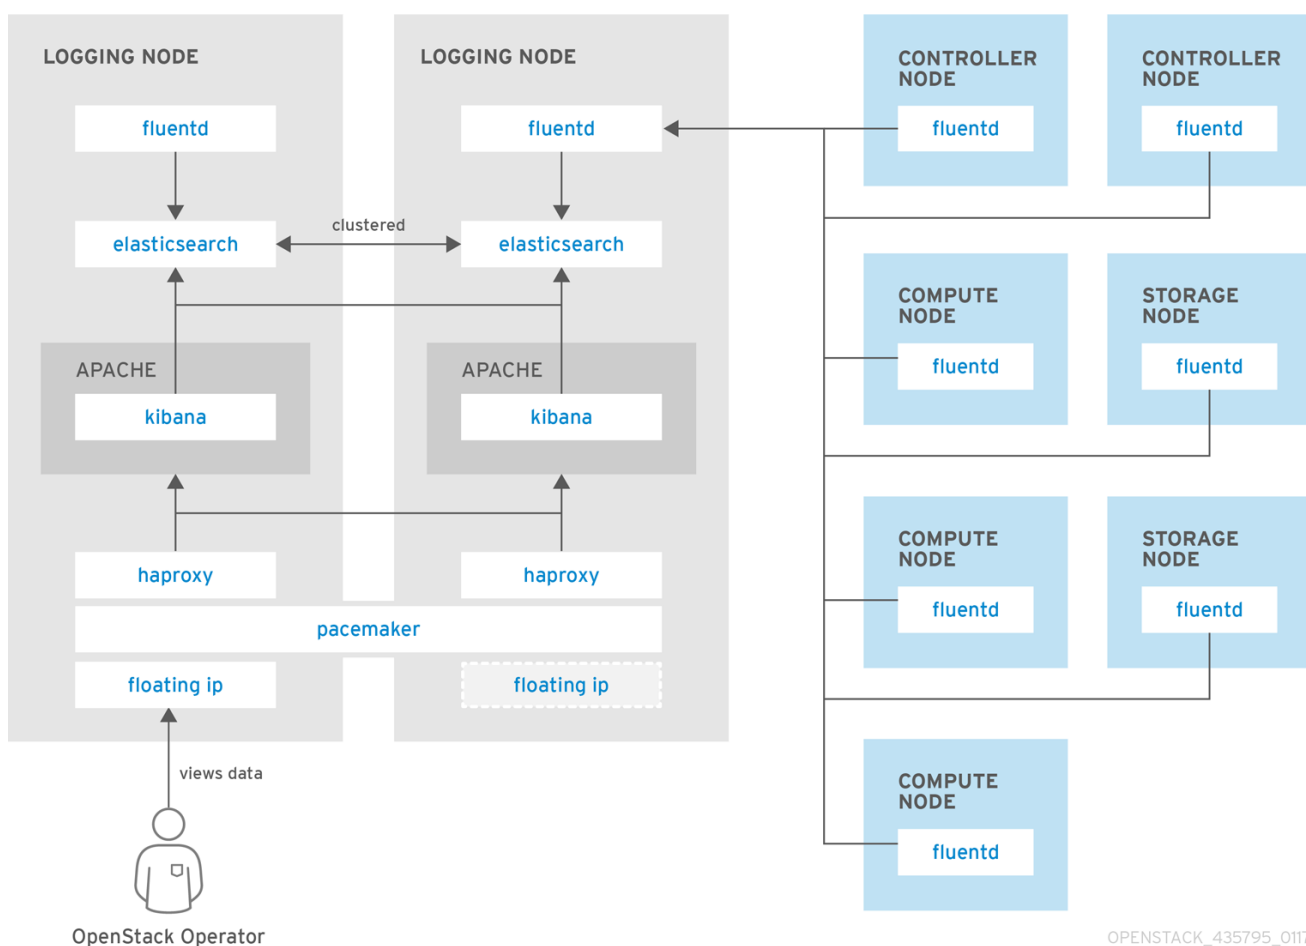 LOGGING NODE
fluentd
elasticsearch
APACHE
kibana
haproxy
LOGGING NODE
fluentd
clustered
elasticsearch
APACHE
kibana
haproxy
pacemaker
floating ip
floating ip
views data
OpenStack Operator
CONTROLLER
NODE
fluentd
CONTROLLER
NODE
fluentd
COMPUTE
NODE
fluentd
STORAGE
NODE
fluentd
COMPUTE
NODE
fluentd
STORAGE
NODE
fluentd
COMPUTE
NODE
fluentd
OPENSTACK_435795_0117